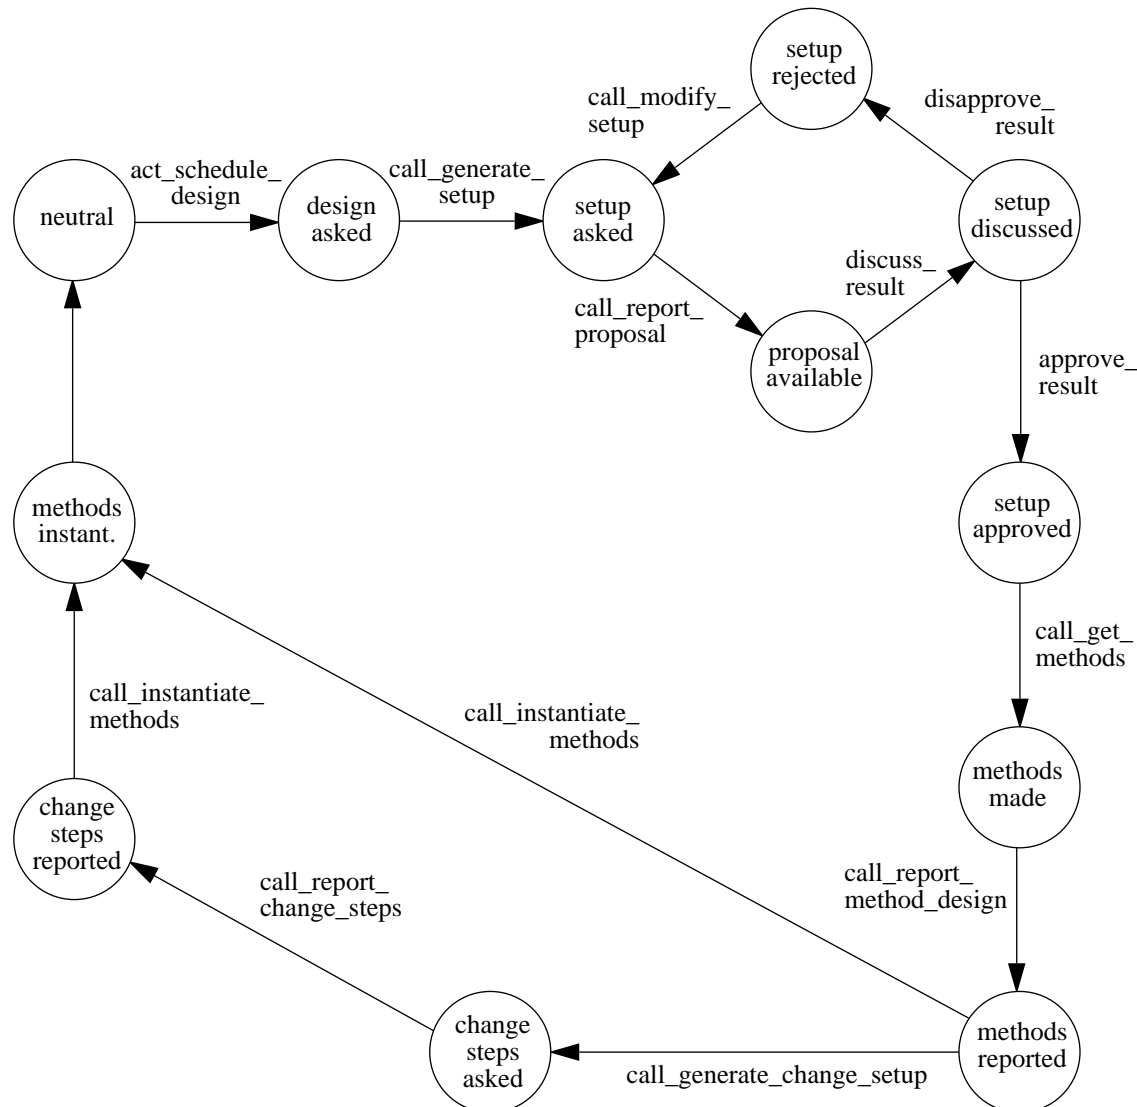 setup
rejected
call_modify_
setup
disapprove_
result
act_schedule_
design
call_generate_
setup
neutral
design
asked
setup
asked
setup
discussed
discuss_
result
call_report_
proposal
proposal
available
approve_
result
methods
instant.
setup
approved
call_get_
methods
call_instantiate_
methods
call_instantiate_
methods
methods
made
change
steps
reported
call_report_
change_steps
call_report_
method_design
change
steps
asked
methods
reported
call_generate_change_setup